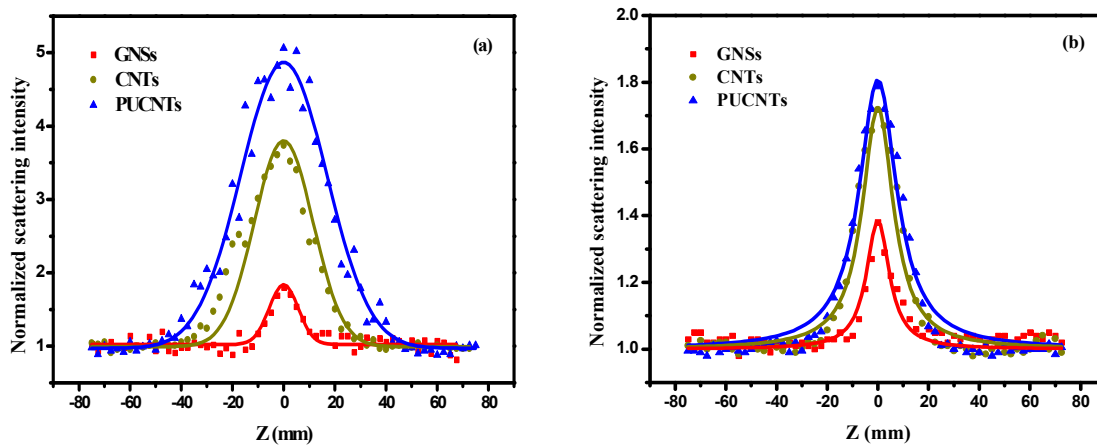 (a)
GNSs
CNTs
PUCNTs
Normalized scattering intensity
5
4
3
2
1
-80 -60 -40 -20 0 20 40 60 80
Z (mm)
2.0
(b)
GNSs
CNTs
PUCNTs
Normalized scattering intensity
1.8
1.6
1.4
1.2
1.0
-80 -60 -40 -20 0 20 40 60 80
Z (mm)